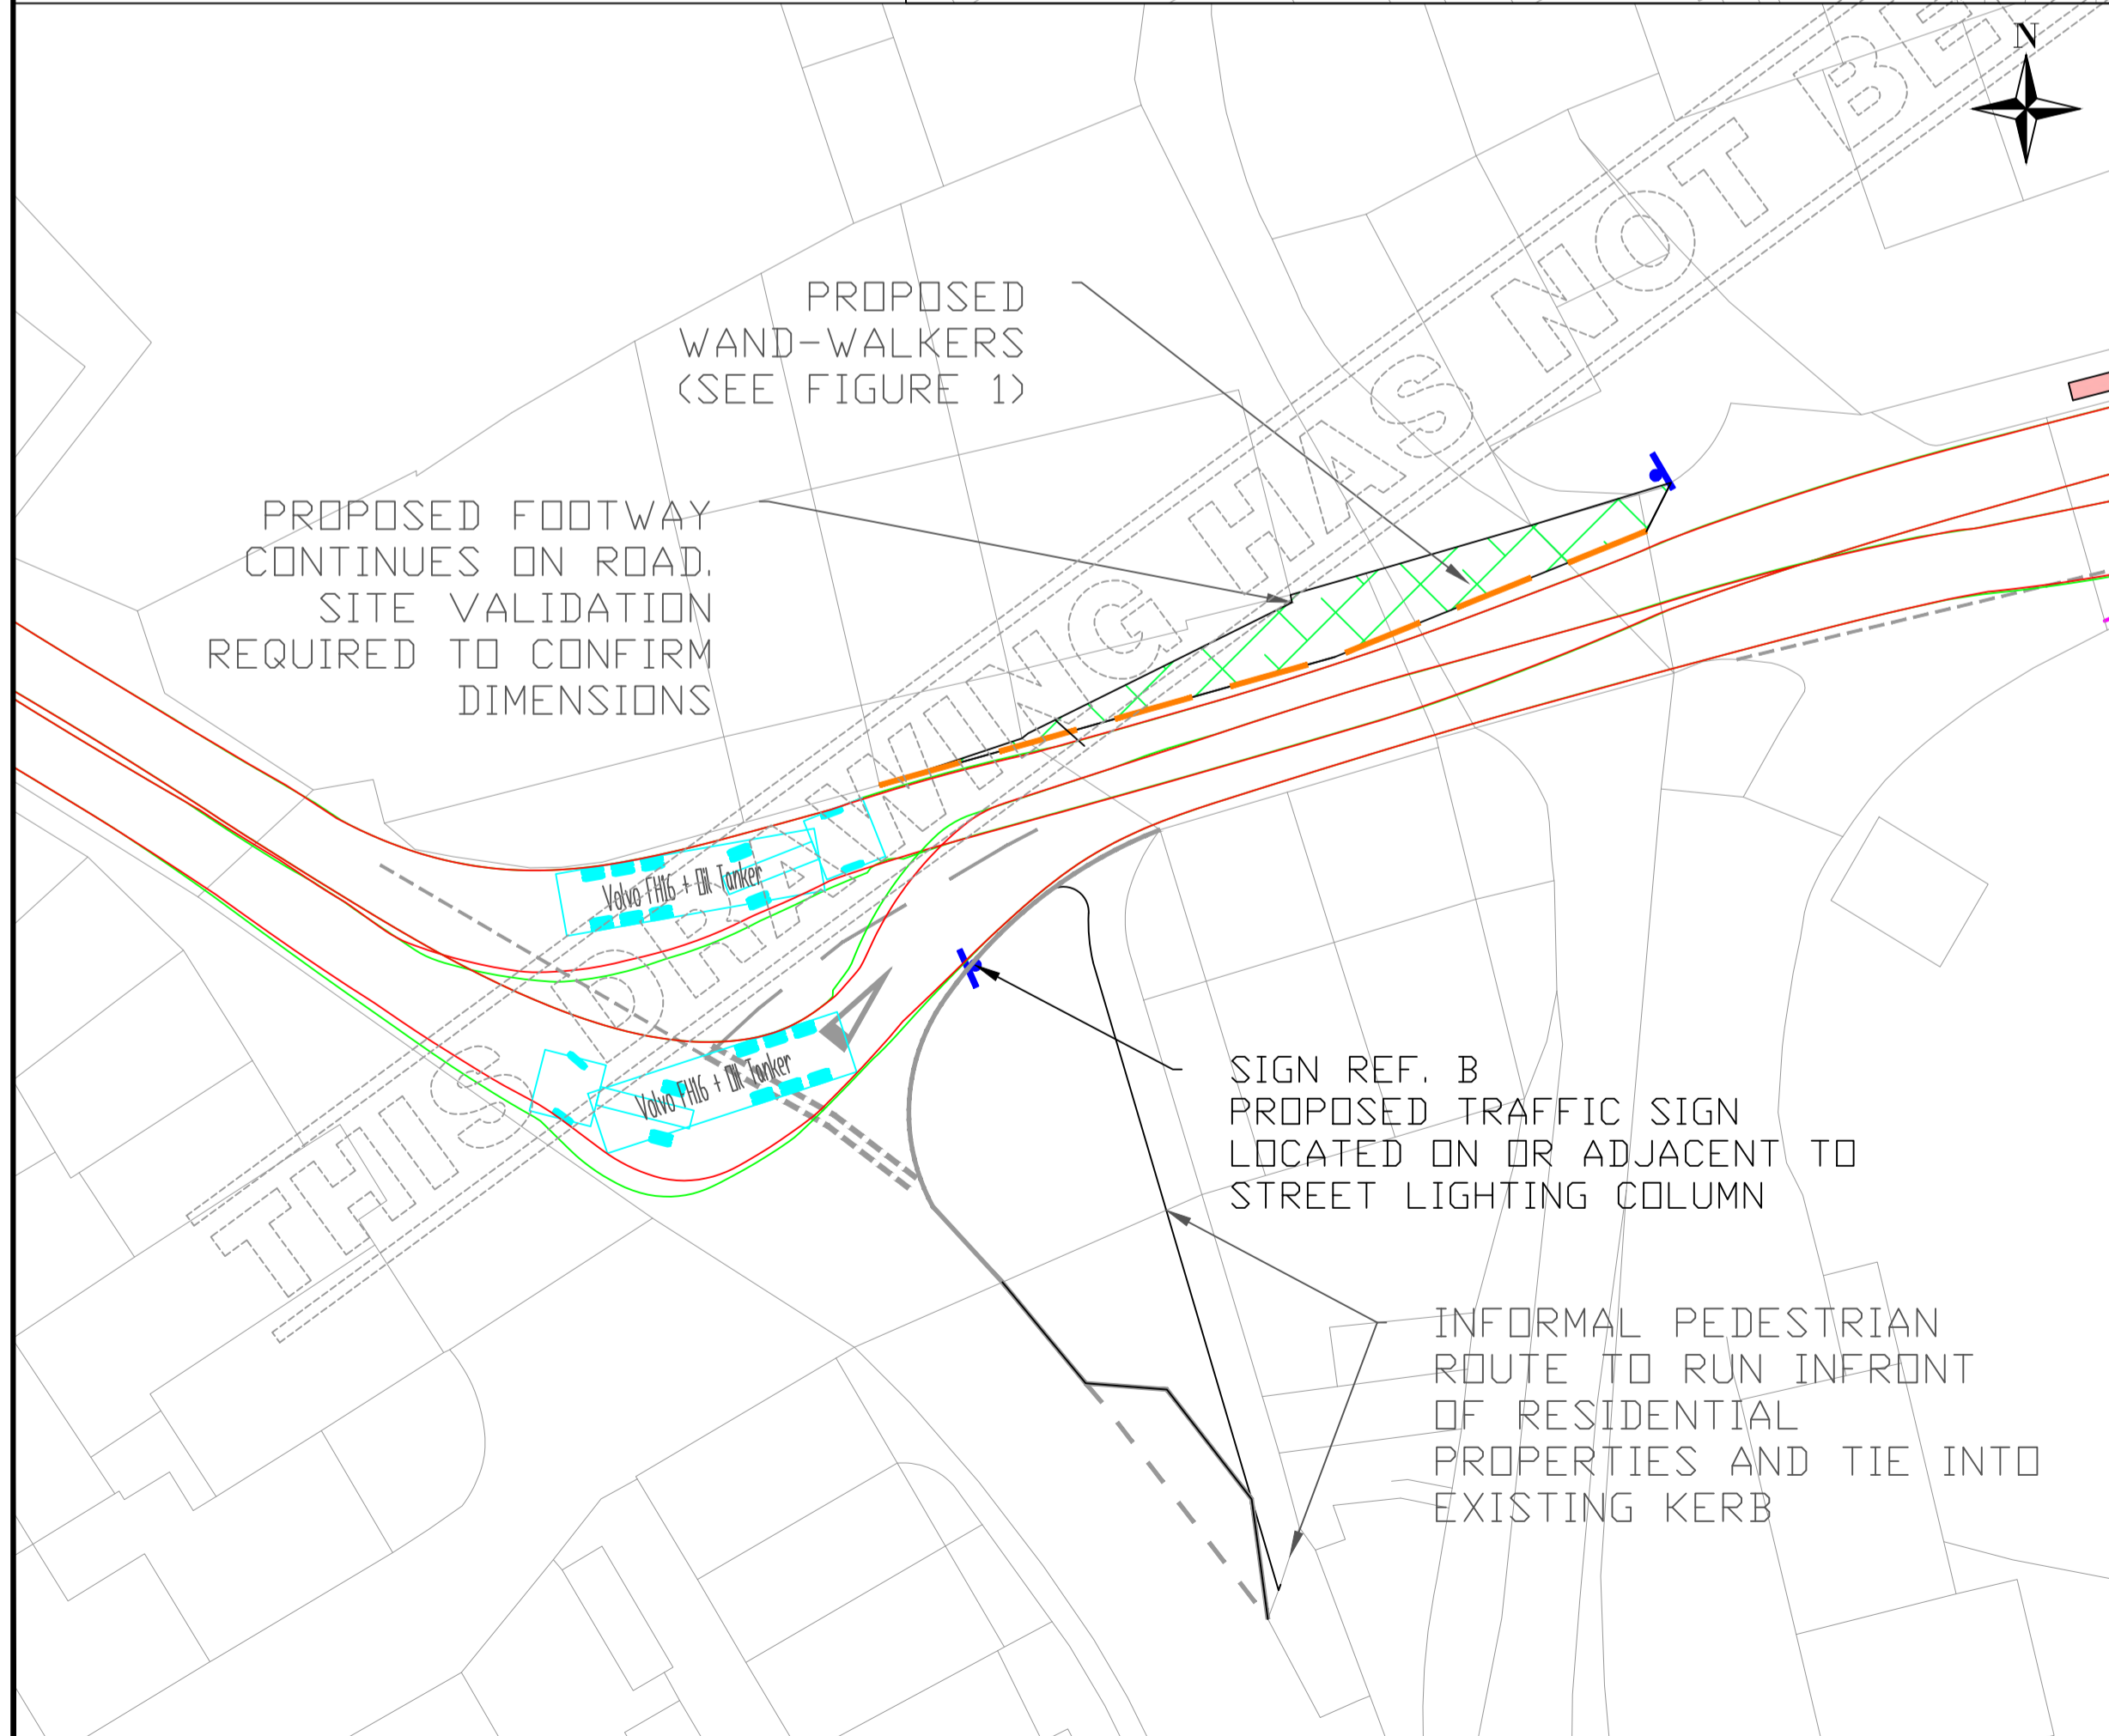 N
THIS DRAWING HAS NOT BE
PROPOSED
WAND-WALKERS
(SEE FIGURE 1)
PROPOSED FOOTWAY
CONTINUES ON ROAD.
SITE VALIDATION
REQUIRED TO CONFIRM
DIMENSIONS
Volvo FH16 + Oil Tanker
Volvo FH16 + Oil Tanker
SIGN REF. B
PROPOSED TRAFFIC SIGN
LOCATED ON OR ADJACENT TO
STREET LIGHTING COLUMN
INFORMAL PEDESTRIAN
ROUTE TO RUN INFRONT
OF RESIDENTIAL
PROPERTIES AND TIE INTO
EXISTING KERB